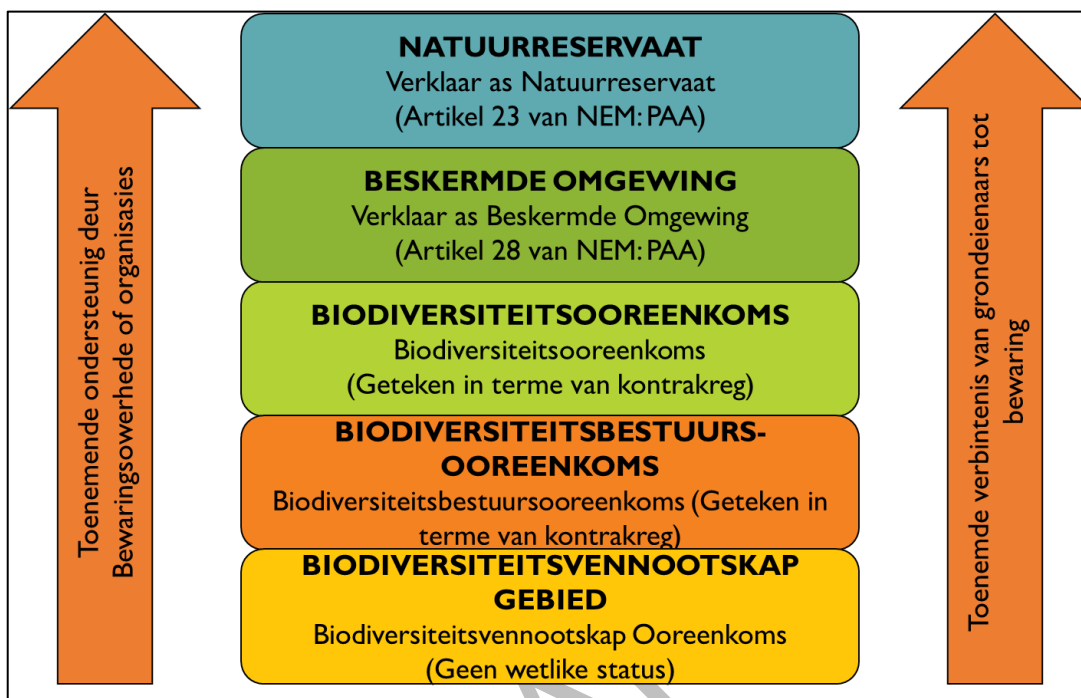 Toenemende ondersteunig deur
Bewaringsowerhede of organisasies
NATUURRESERVAAT
Verklaar as Natuurreservaat
(Artikel 23 van NEM: PAA)
BESKERMDE OMGEWING
Verklaar as Beskermde Omgewing
(Artikel 28 van NEM: PAA)
BIODIVERSITEITSOOREENKOMS
Biodiversiteitsooreenkoms
(Geteken in terme van kontrakreg)
BIODIVERSITEITSBESTUURS-
OOREENKOMS
Biodiversiteitsbestuursooreenkoms (Geteken in
terme van kontrakreg)
BIODIVERSITEITSVENNOOTSKAP
GEBIED
Biodiversiteitsvennootskap Ooreenkoms
(Geen wetlike status)
Toenemde verbintenis van grondeienaars tot
bewaring